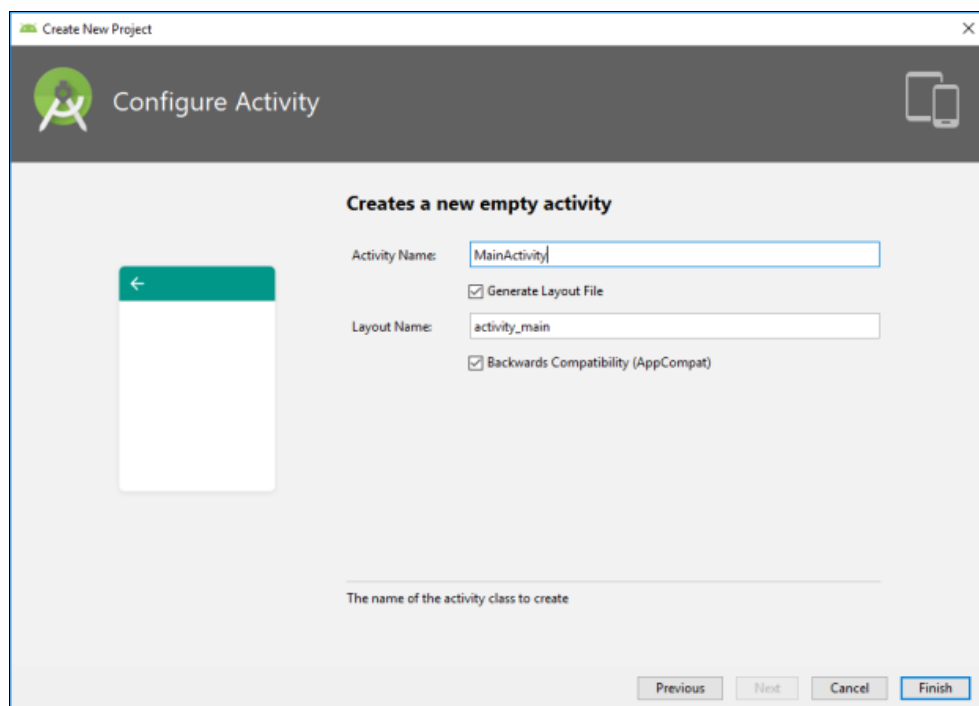 Create New Project
Configure Activity
Creates a new empty activity
Activity Name: MainActivity
Generate Layout File
Layout Name: activity_main
Backwards Compatibility (AppCompat)
The name of the activity class to create
Previous Next Cancel Finish